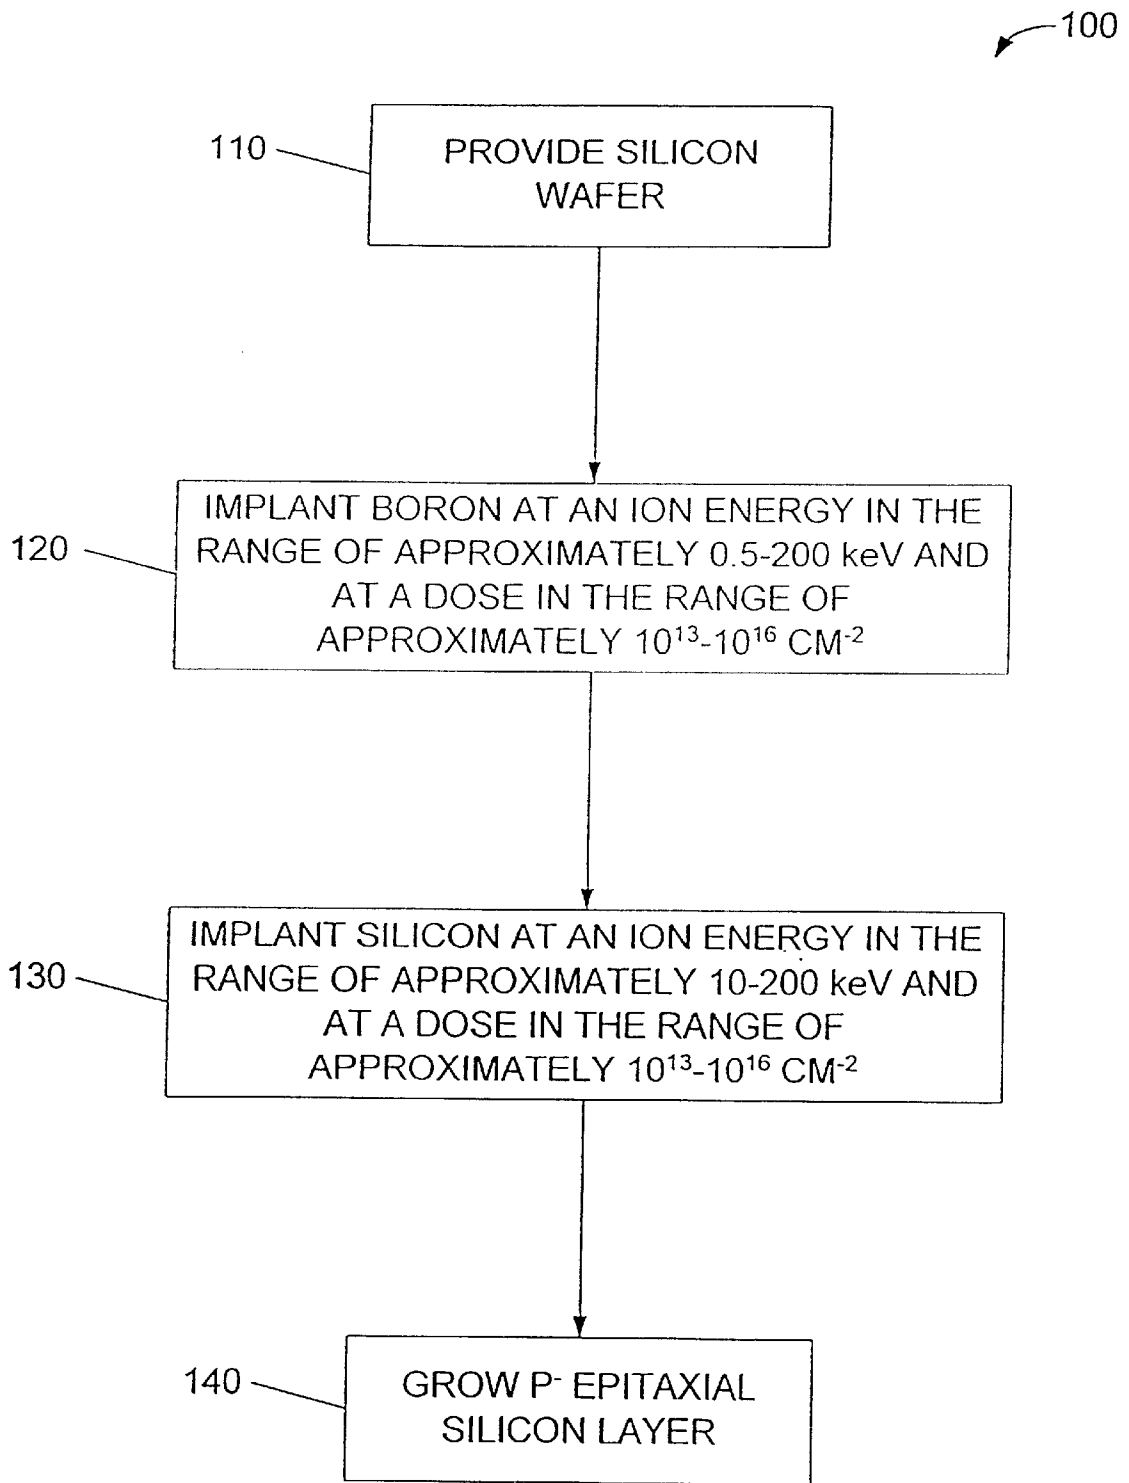 100
110
PROVIDE SILICON
WAFER
120
IMPLANT BORON AT AN ION ENERGY IN THE
RANGE OF APPROXIMATELY 0.5-200 keV AND
AT A DOSE IN THE RANGE OF
APPROXIMATELY 10¹³-10¹⁶ CM⁻²
130
IMPLANT SILICON AT AN ION ENERGY IN THE
RANGE OF APPROXIMATELY 10-200 keV AND
AT A DOSE IN THE RANGE OF
APPROXIMATELY 10¹³-10¹⁶ CM⁻²
140
GROW P⁻ EPITAXIAL
SILICON LAYER